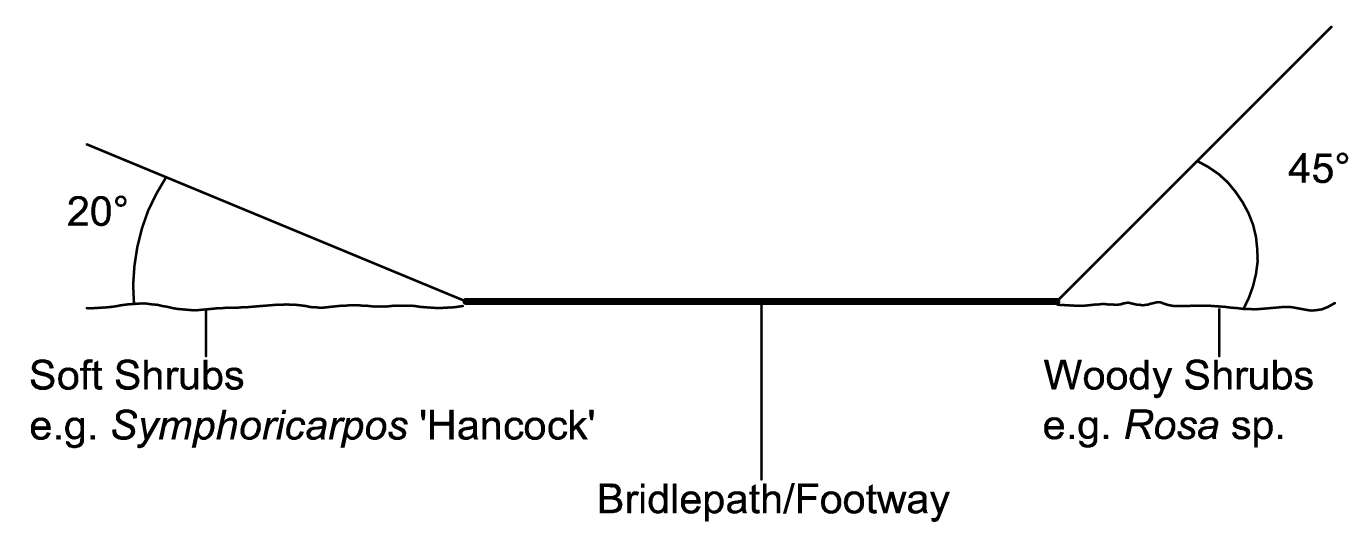 20°
45°
Soft Shrubs
e.g. Symphoricarpos 'Hancock'
Woody Shrubs
e.g. Rosa sp.
Bridlepath/Footway